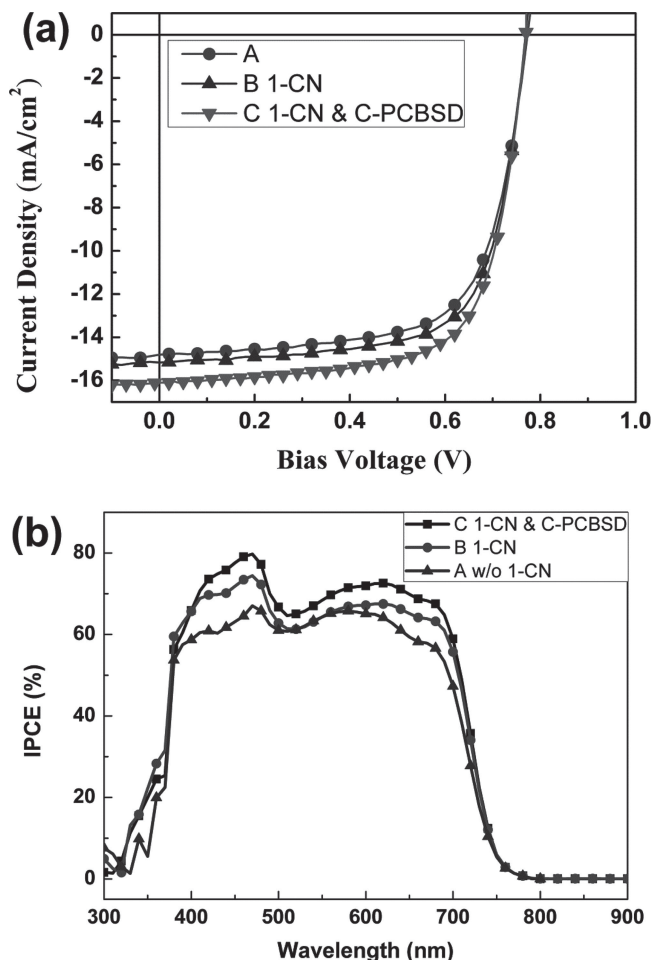 (a)
0
-2
-4
-6
-8
-10
-12
-14
-16
Current Density (mA/cm²)
A
B 1-CN
C 1-CN & C-PCBSD
0.0 0.2 0.4 0.6 0.8 1.0
Bias Voltage (V)
(b)
80
60
40
20
0
IPCE (%)
C 1-CN & C-PCBSD
B 1-CN
A w/o 1-CN
300 400 500 600 700 800 900
Wavelength (nm)